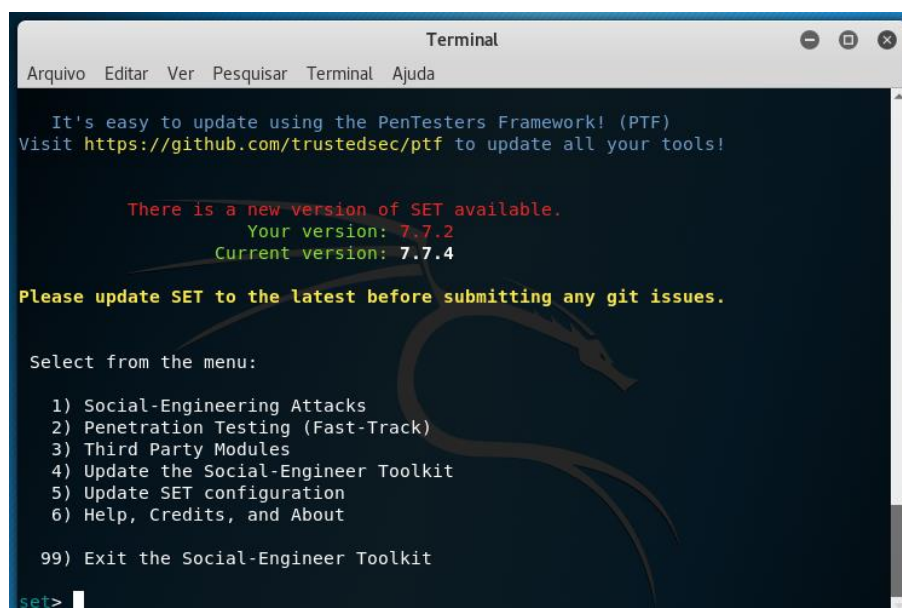 Terminal
Arquivo Editar Ver Pesquisar Terminal Ajuda
It's easy to update using the PenTesters Framework! (PTF)
Visit https://github.com/trustedsec/ptf to update all your tools!
There is a new version of SET available.
Your version: 7.7.2
Current version: 7.7.4
Please update SET to the latest before submitting any git issues.
Select from the menu:
1) Social-Engineering Attacks
2) Penetration Testing (Fast-Track)
3) Third Party Modules
4) Update the Social-Engineer Toolkit
5) Update SET configuration
6) Help, Credits, and About
99) Exit the Social-Engineer Toolkit
set>